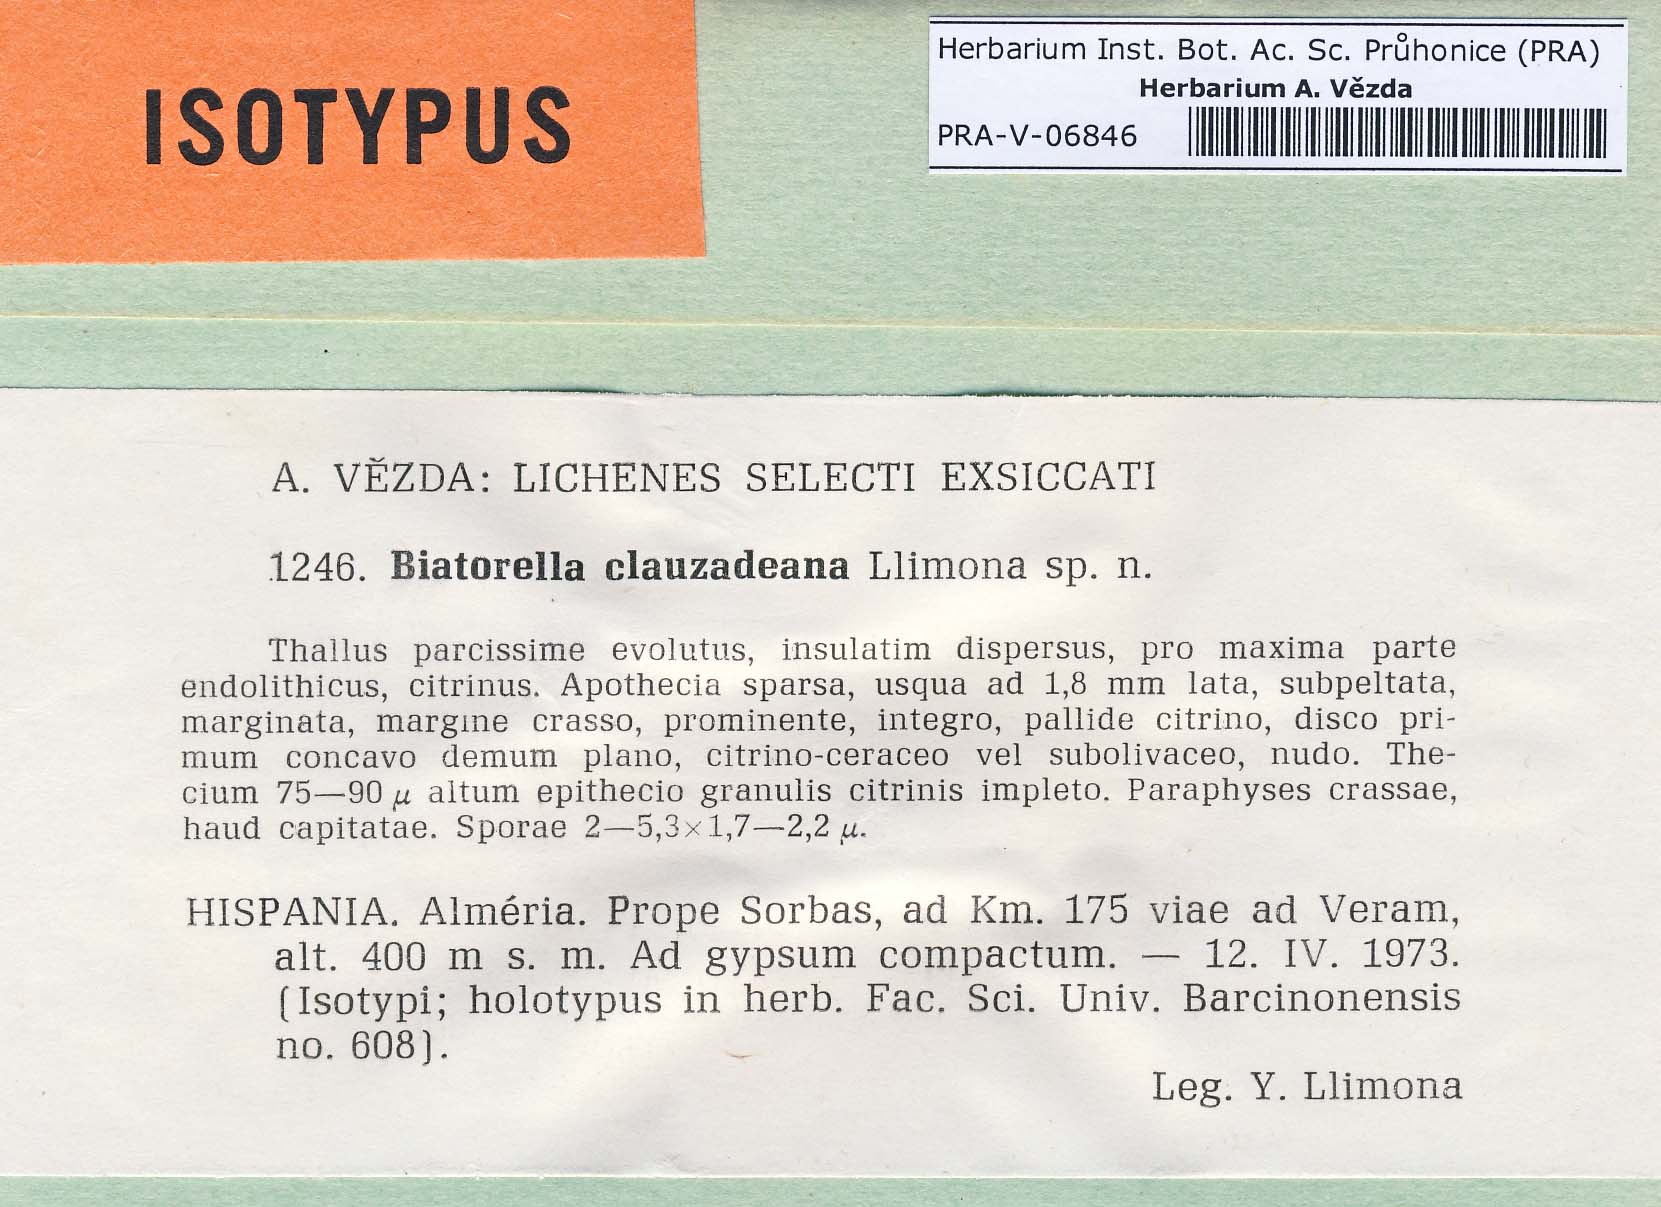 ISOTYPUS
Herbarium Inst. Bot. Ac. Sc. Průhonice (PRA)
Herbarium A. Vězda
PRA-V-06846
A. VĚZDA: LICHENES SELECTI EXSICCATI
1246. Biatorella clauzadeana Llimona sp. n.
Thallus parcissime evolutus, insulatim dispersus, pro maxima parte
endolithicus, citrinus. Apothecia sparsa, usqua ad 1,8 mm lata, subpeltata,
marginata, margine crasso, prominente, integro, pallide citrino, disco pri-
mum concavo demum plano, citrino-ceraceo vel subolivaceo, nudo. The-
cium 75—90 µ altum epithecio granulis citrinis impleto. Paraphyses crassae,
haud capitatae. Sporae 2—5,3×1,7—2,2 µ.
HISPANIA. Alméria. Prope Sorbas, ad Km. 175 viae ad Veram,
alt. 400 m s. m. Ad gypsum compactum. — 12. IV. 1973.
(Isotypi; holotypus in herb. Fac. Sci. Univ. Barcinonensis
no. 608).
Leg. Y. Llimona